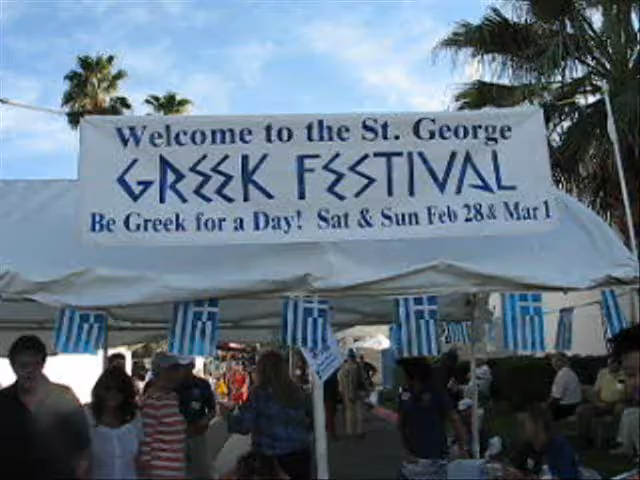 Welcome to the St. George
GREEK FESTIVAL
Be Greek for a Day! Sat & Sun Feb 28 & Mar 1